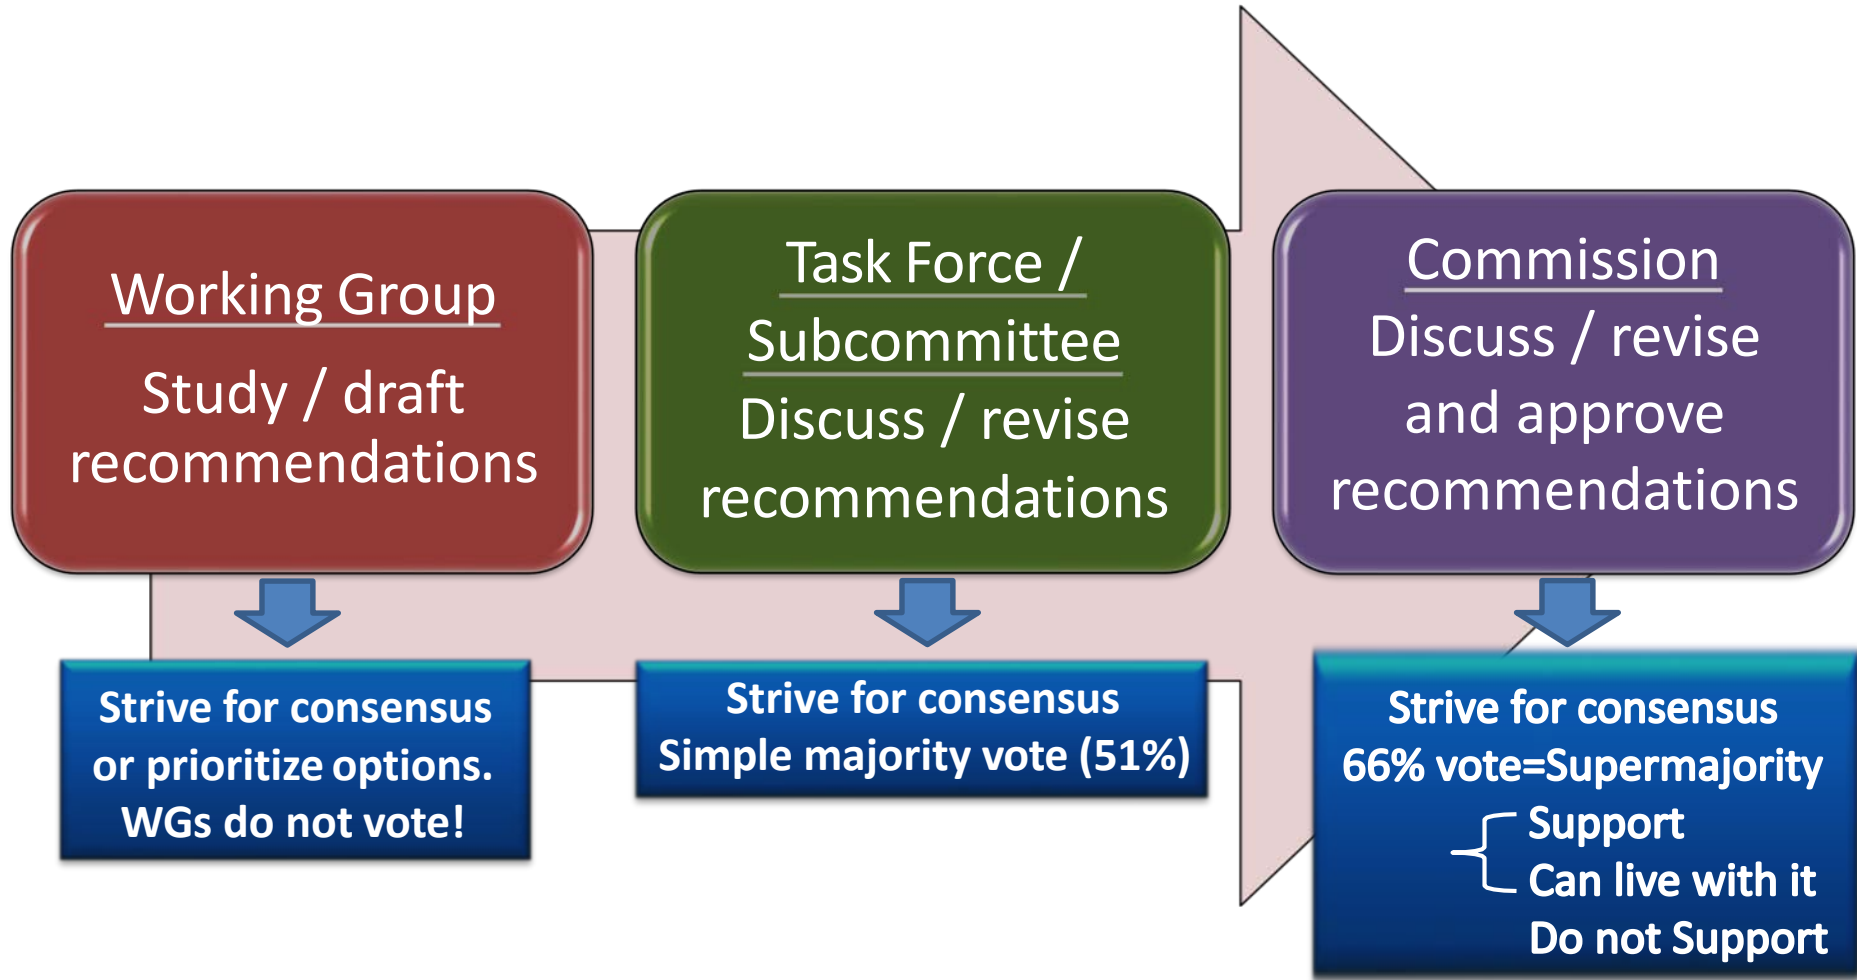 Working Group
Study / draft
recommendations
Task Force /
Subcommittee
Discuss / revise
recommendations
Commission
Discuss / revise
and approve
recommendations
Strive for consensus
or prioritize options.
WGs do not vote!
Strive for consensus
Simple majority vote (51%)
Strive for consensus
66% vote=Supermajority
Support
Can live with it
Do not Support